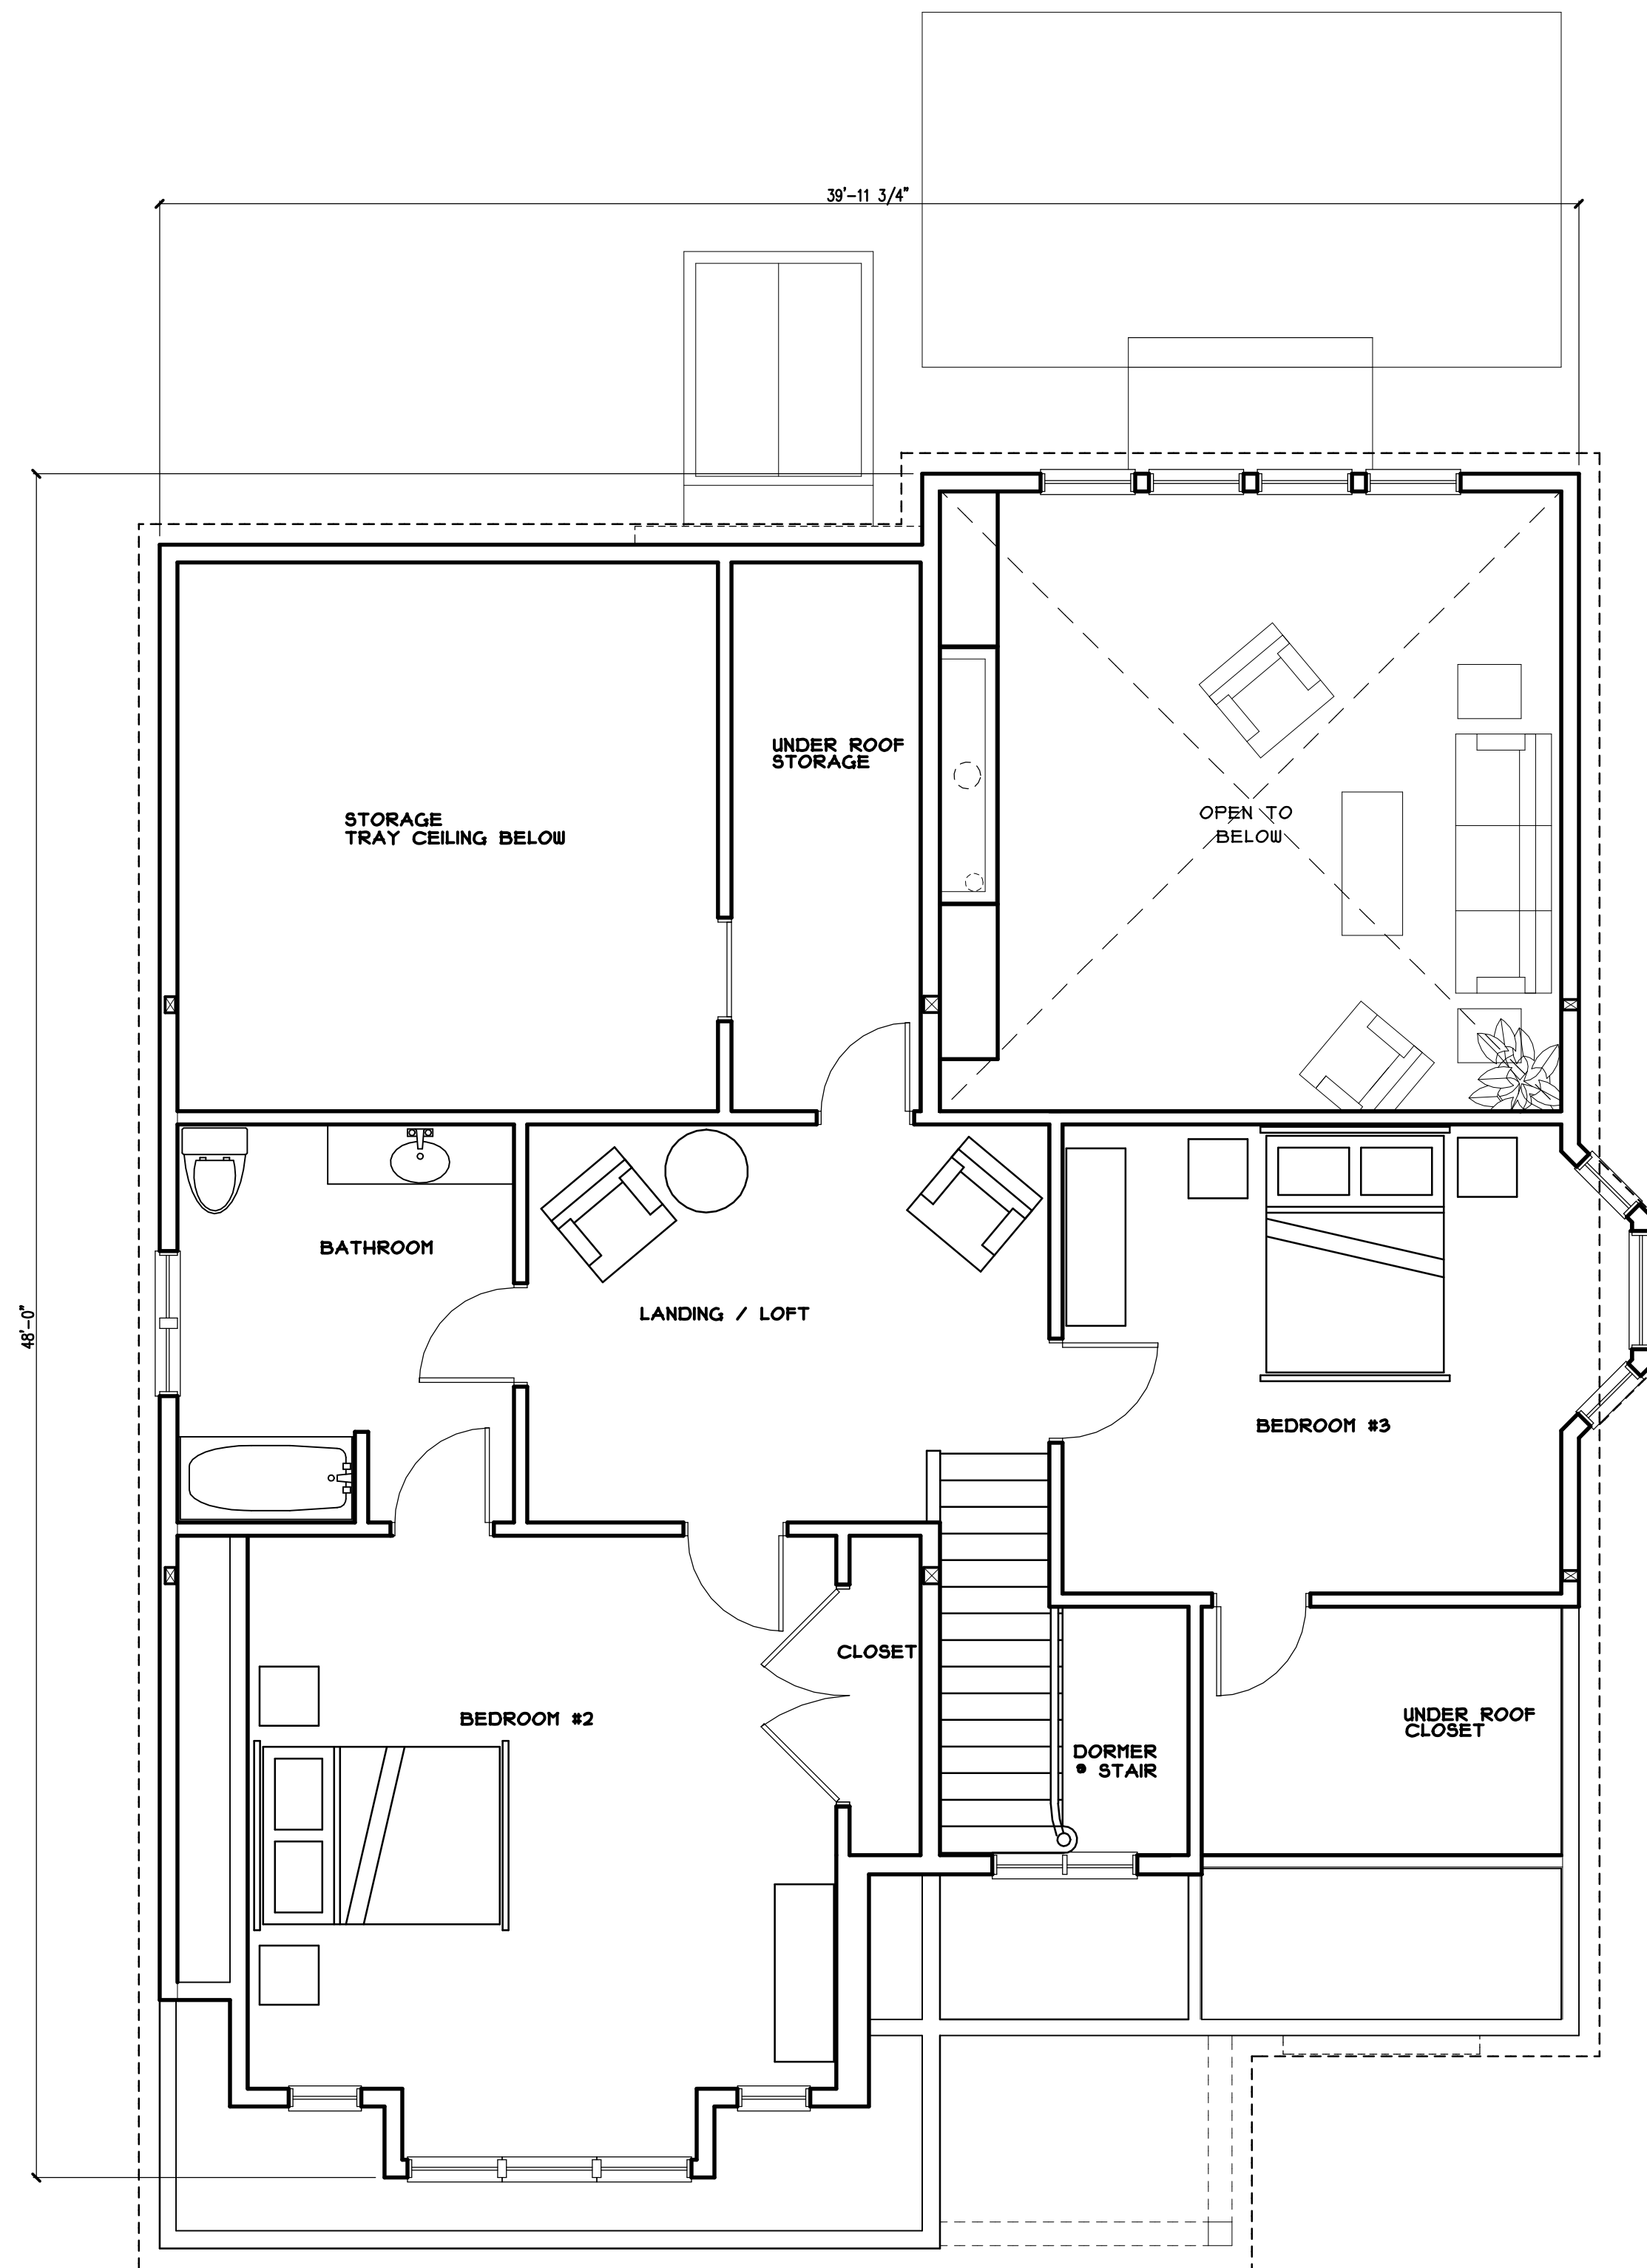 39'-11 3/4"
UNDER ROOF
STORAGE
STORAGE
TRAY CEILING BELOW
OPEN TO
BELOW
BATHROOM
48'-0"
LANDING / LOFT
BEDROOM #3
CLOSET
BEDROOM #2
UNDER ROOF
CLOSET
DORMER
@ STAIR